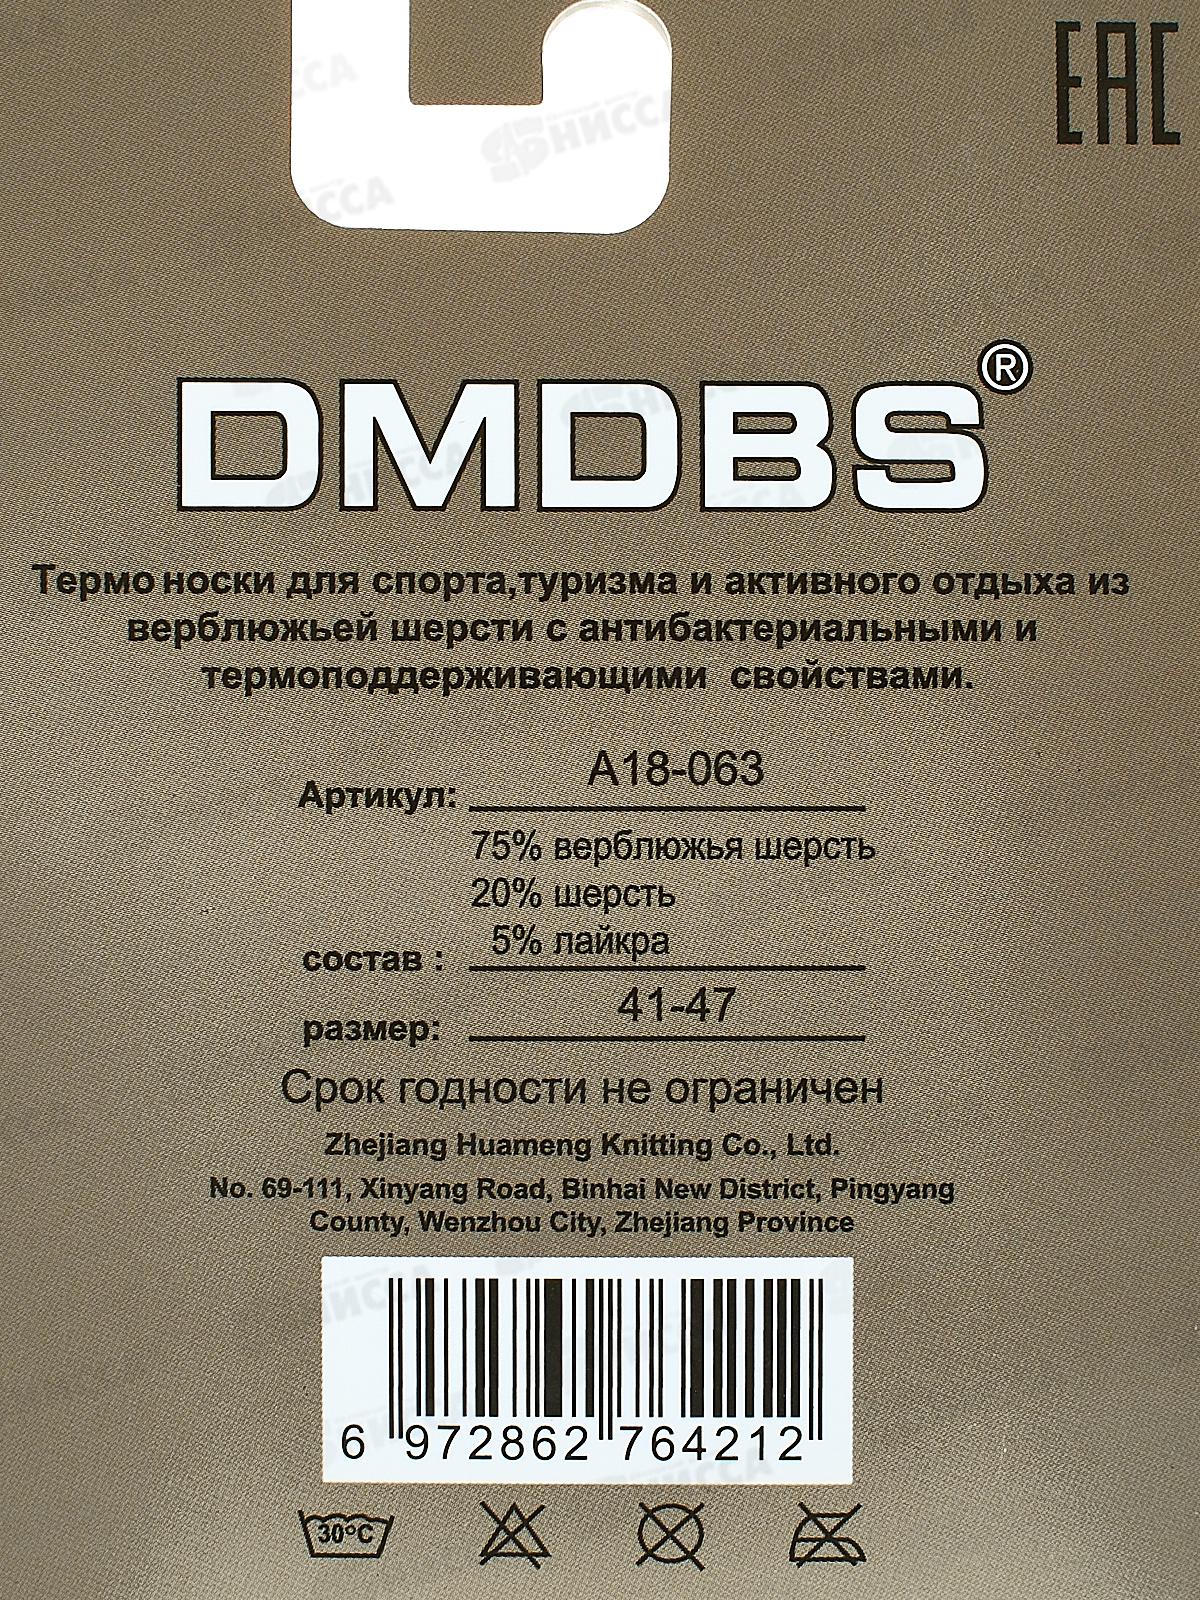 ЕАС
DMDBS®
Термо носки для спорта,туризма и активного отдыха из
верблюжьей шерсти с антибактериальными и
термоподдерживающими свойствами.
Артикул: A18-063
75% верблюжья шерсть
20% шерсть
состав : 5% лайкра
размер: 41-47
Срок годности не ограничен
Zhejiang Huameng Knitting Co., Ltd.
No. 69-111, Xinyang Road, Binhai New District, Pingyang
County, Wenzhou City, Zhejiang Province
6 972862 764212
30°C